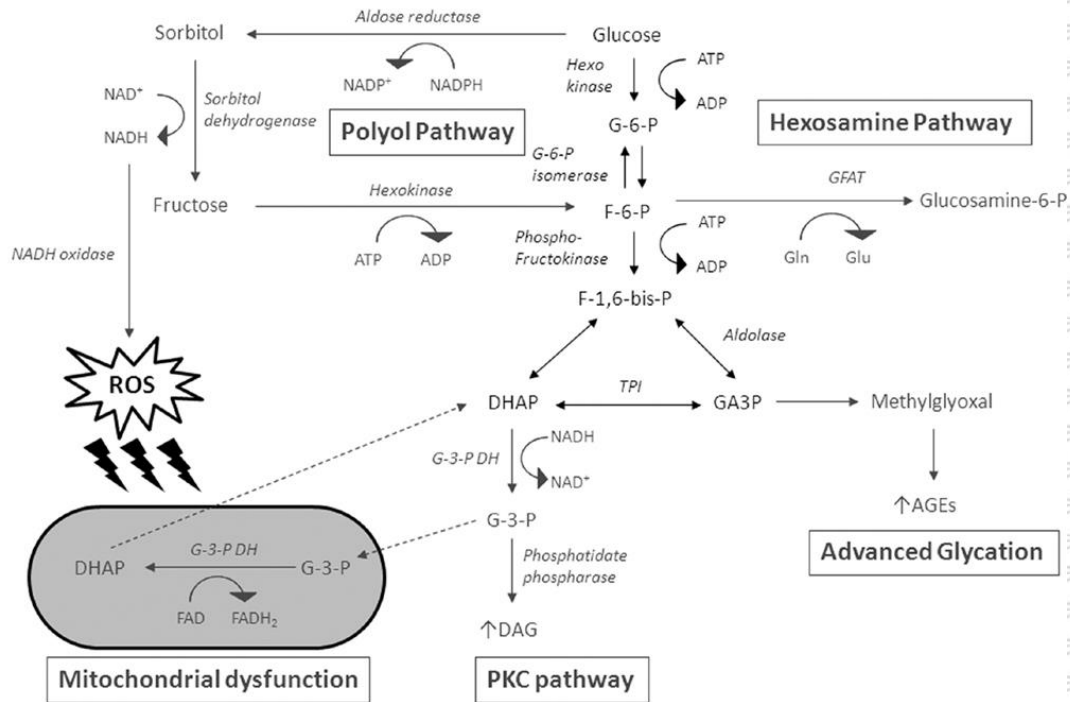 Aldose reductase
Sorbitol
Glucose
NADP⁺
NADPH
Hexo
kinase
ATP
ADP
NAD⁺
NADH
Sorbitol
dehydrogenase
Polyol Pathway
Hexosamine Pathway
G-6-P
G-6-P
isomerase
Hexokinase
GFAT
Fructose
F-6-P
Glucosamine-6-P
ATP
ADP
Phospho-
Fructokinase
ATP
ADP
Gln
Glu
NADH oxidase
F-1,6-bis-P
Aldolase
ROS
TPI
DHAP
GA3P
Methylglyoxal
G-3-P DH
NADH
NAD⁺
G-3-P
↑AGEs
Advanced Glycation
G-3-P DH
DHAP
G-3-P
FAD
FADH₂
Phosphatidate
phospharase
↑DAG
Mitochondrial dysfunction
PKC pathway